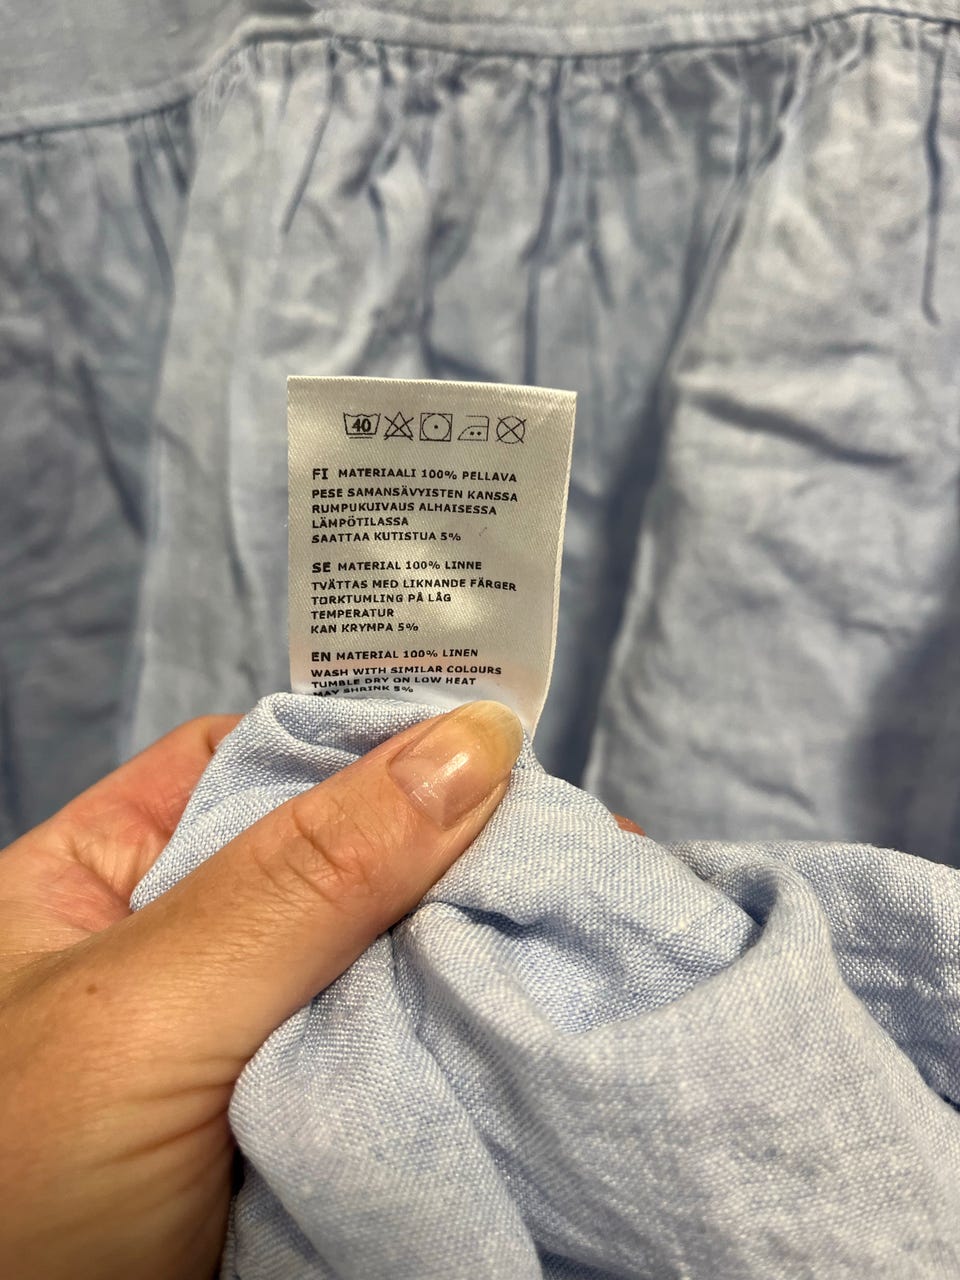 40
FI MATERIAALI 100% PELLAVA
PESE SAMANSÄVYISTEN KANSSA
RUMPUKUIVAUS ALHAISESSA
LÄMPÖTILASSA
SAATTAA KUTISTUA 5%
SE MATERIAL 100% LINNE
TVÄTTAS MED LIKNANDE FÄRGER
TORKTUMLING PÅ LÅG
TEMPERATUR
KAN KRYMPA 5%
EN MATERIAL 100% LINEN
WASH WITH SIMILAR COLOURS
TUMBLE DRY ON LOW HEAT
MAY SHRINK 5%